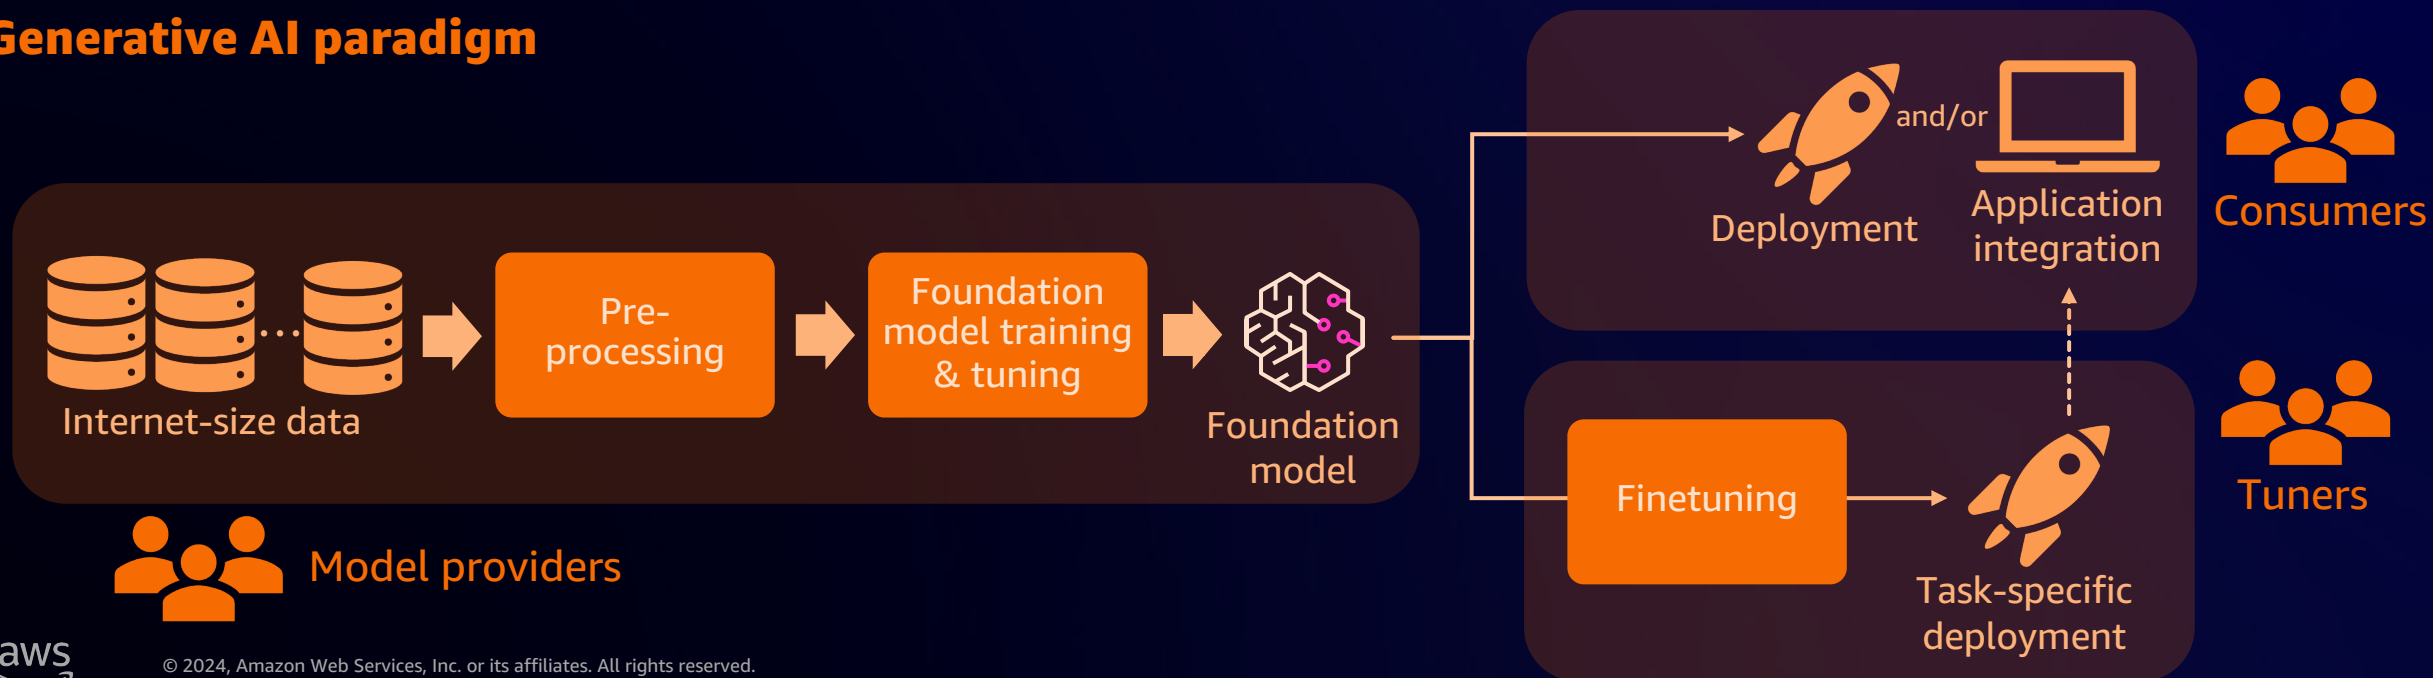 Generative AI paradigm
and/or
Deployment
Application
integration
Consumers
Internet-size data
Pre-
processing
Foundation
model training
& tuning
Foundation
model
Finetuning
Task-specific
deployment
Tuners
Model providers
aws
© 2024, Amazon Web Services, Inc. or its affiliates. All rights reserved.